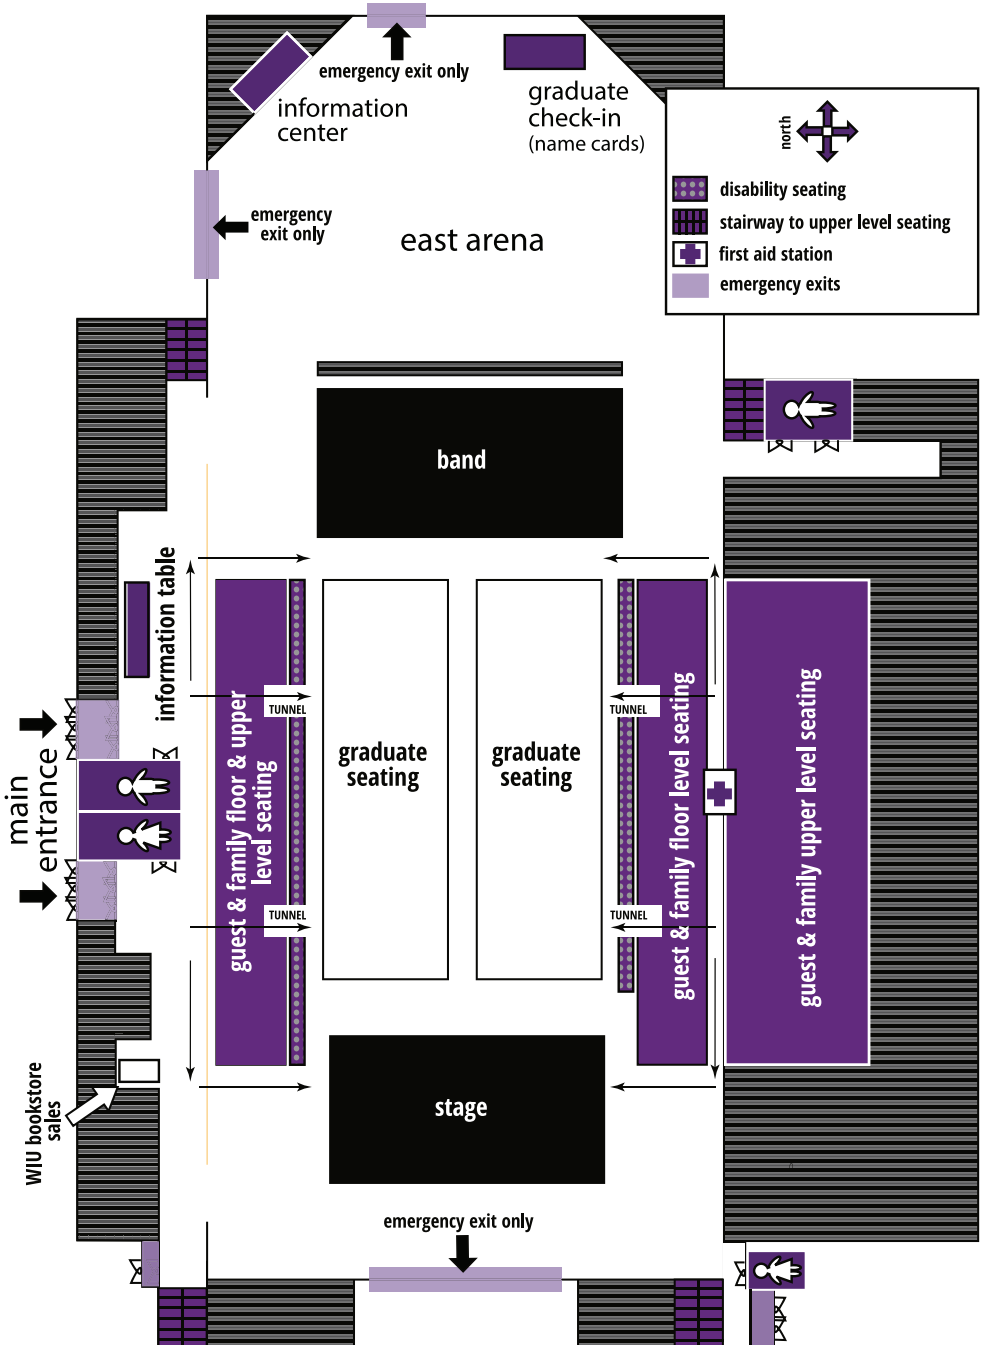 emergency exit only
information
center
graduate
check-in
(name cards)
north
disability seating
stairway to upper level seating
first aid station
emergency exits
emergency
exit only
east arena
band
information table
TUNNEL
TUNNEL
graduate
seating
graduate
seating
main
entrance
guest & family floor & upper
level seating
guest & family floor level seating
guest & family upper level seating
TUNNEL
TUNNEL
WIU bookstore
sales
stage
emergency exit only